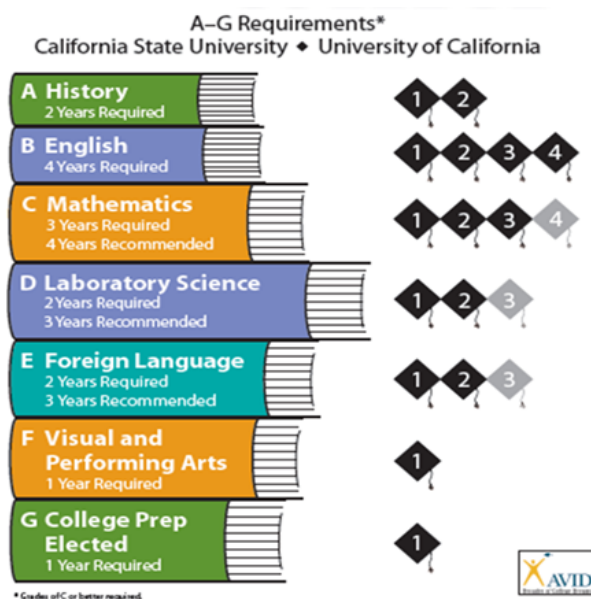 A–G Requirements*
California State University ◆ University of California
A History
2 Years Required
1 2
B English
4 Years Required
1 2 3 4
C Mathematics
3 Years Required
4 Years Recommended
1 2 3 4
D Laboratory Science
2 Years Required
3 Years Recommended
1 2 3
E Foreign Language
2 Years Required
3 Years Recommended
1 2 3
F Visual and
Performing Arts
1 Year Required
1
G College Prep
Elected
1 Year Required
1
AVID
* Grades of C or better required.